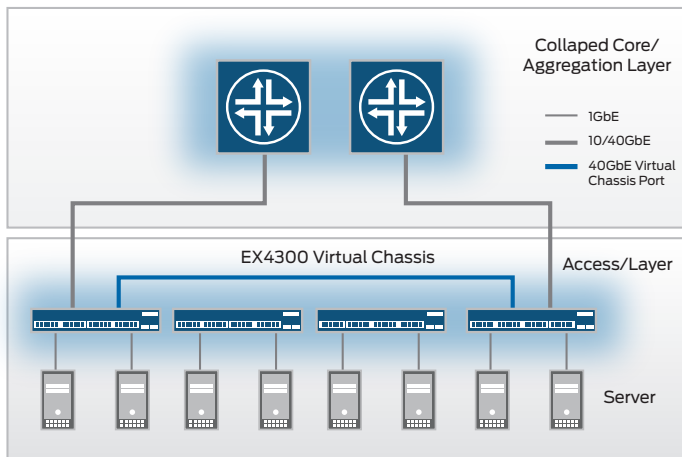 Collaped Core/
Aggregation Layer
1GbE
10/40GbE
40GbE Virtual
Chassis Port
EX4300 Virtual Chassis
Access/Layer
Server